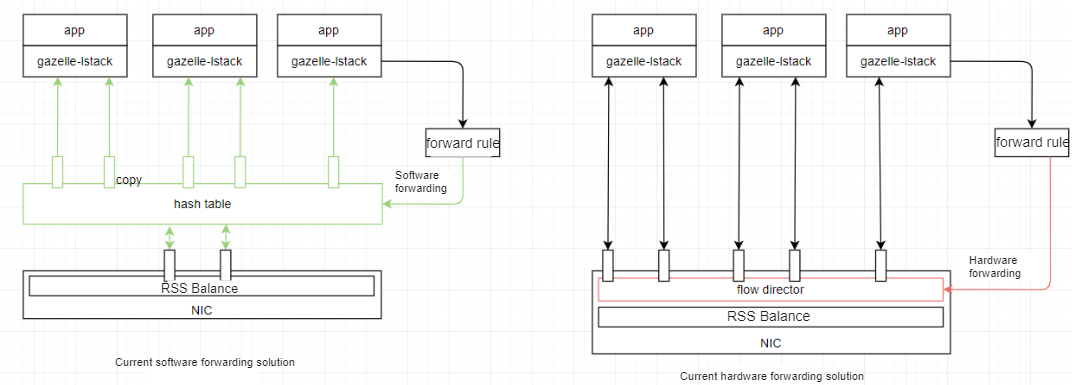 app
app
app
gazelle-lstack
gazelle-lstack
gazelle-lstack
forward rule
copy
Software
forwarding
hash table
RSS Balance
NIC
Current software forwarding solution
app
app
app
gazelle-lstack
gazelle-lstack
gazelle-lstack
forward rule
Hardware
forwarding
flow director
RSS Balance
NIC
Current hardware forwarding solution